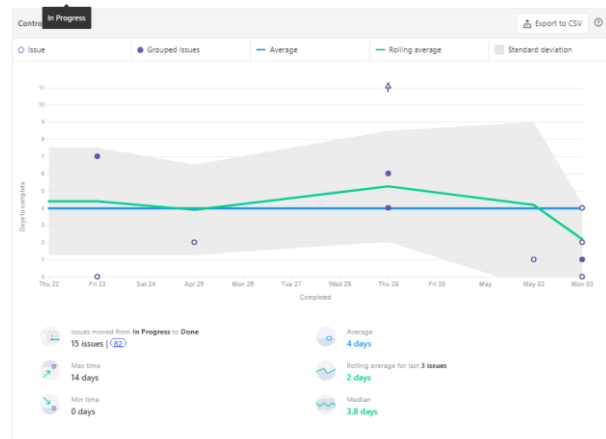 Contro
In Progress
Export to CSV
Issue
Grouped issues
Average
Rolling average
Standard deviation
11
10
9
8
7
6
5
4
3
2
1
0
Days to complete
Thu 22
Fri 23
Sat 24
Apr 25
Mon 26
Tue 27
Wed 28
Thu 29
Fri 30
May
May 02
Mon 03
Completed
Issues moved from In Progress to Done
15 issues | 82
Max time
14 days
Min time
0 days
Average
4 days
Rolling average for last 3 issues
2 days
Median
3.8 days